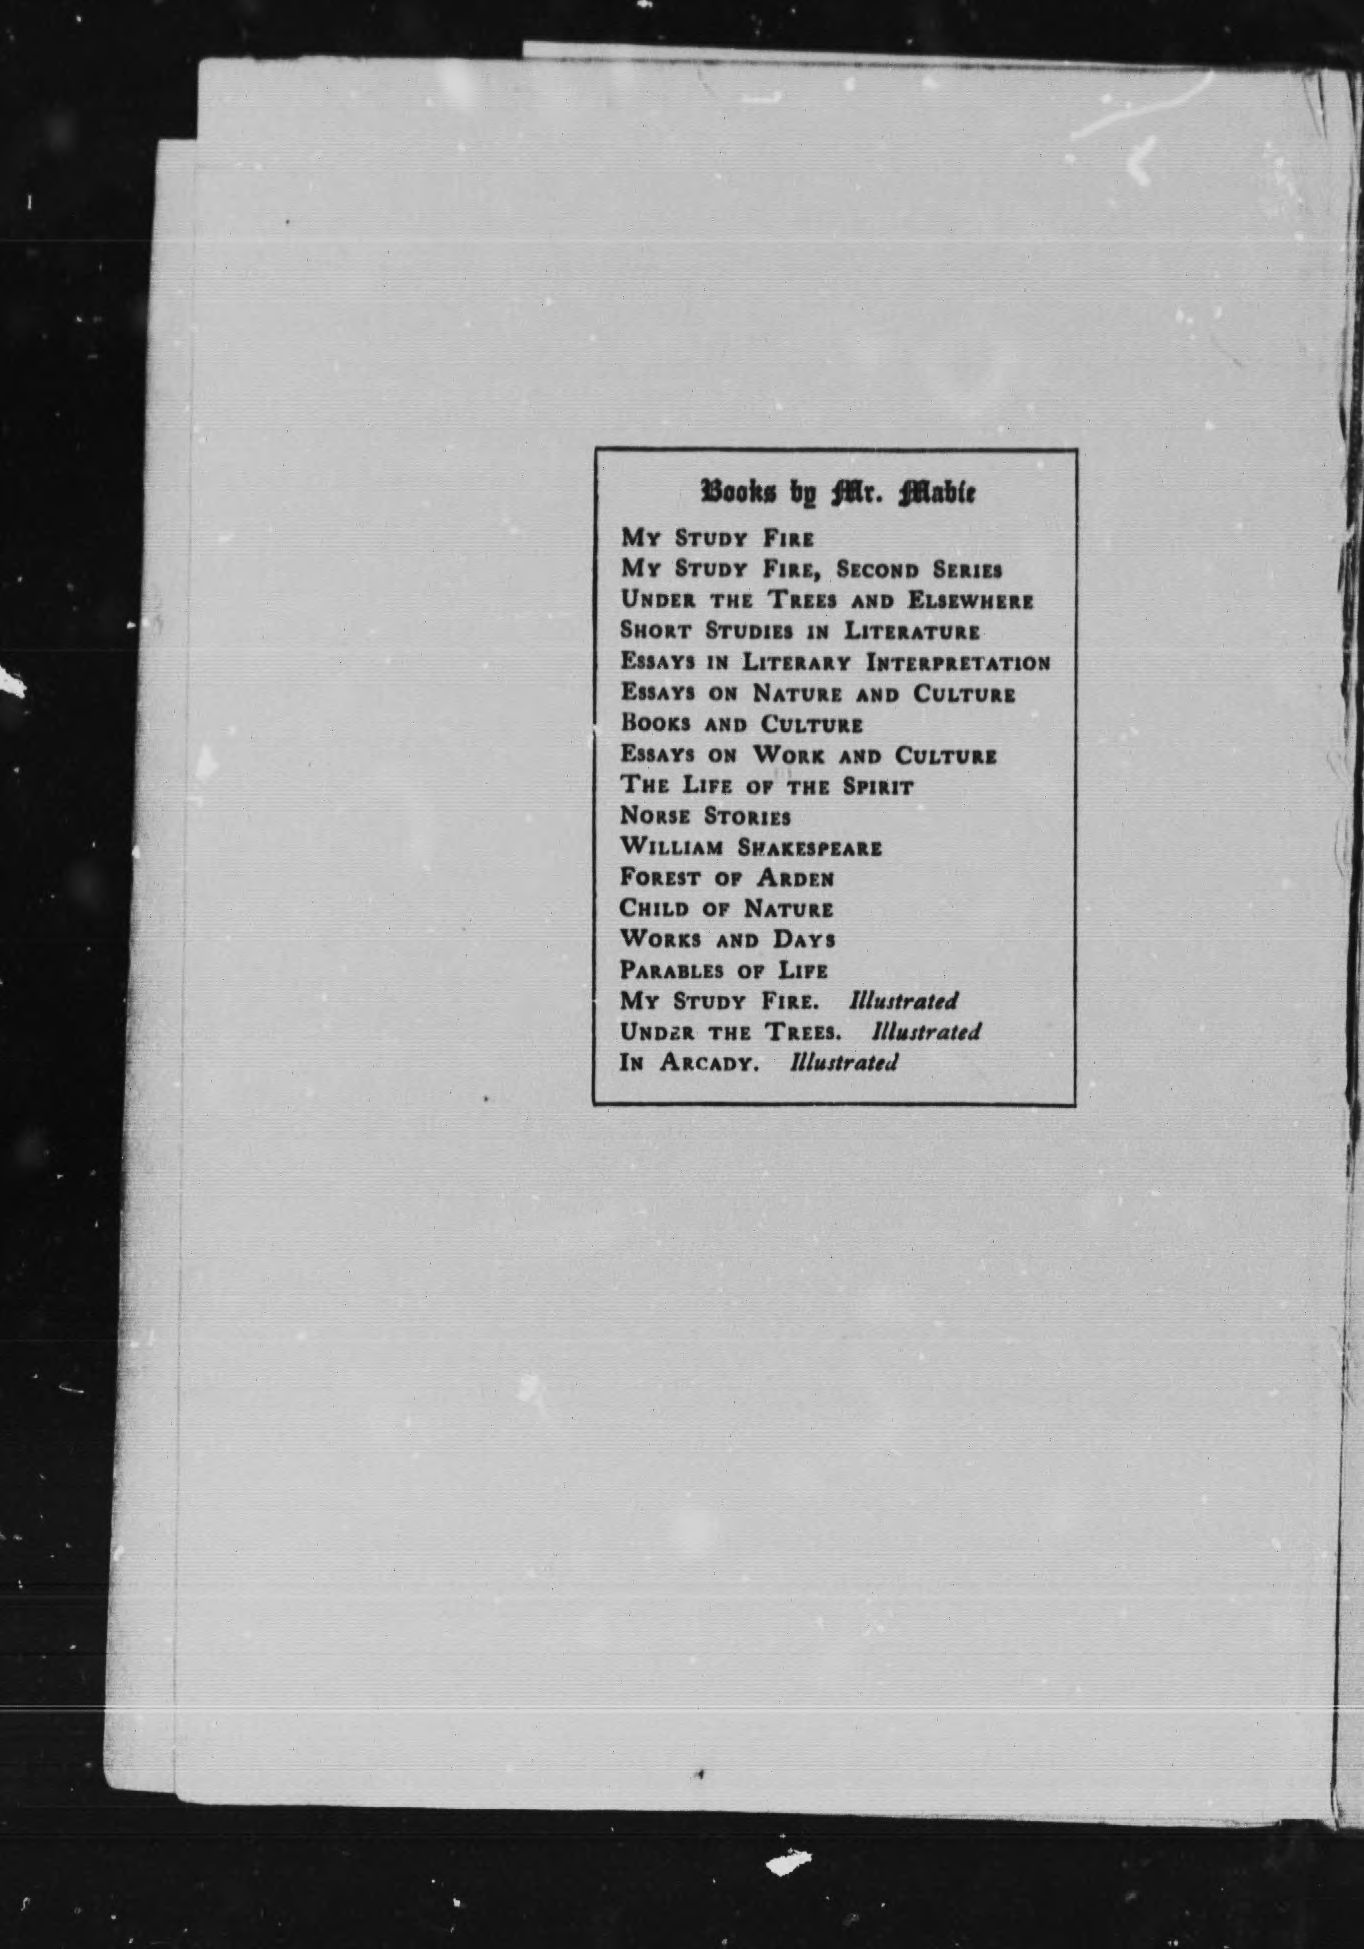 Books by Mr. Mabie
MY STUDY FIRE
MY STUDY FIRE, SECOND SERIES
UNDER THE TREES AND ELSEWHERE
SHORT STUDIES IN LITERATURE
ESSAYS IN LITERARY INTERPRETATION
ESSAYS ON NATURE AND CULTURE
BOOKS AND CULTURE
ESSAYS ON WORK AND CULTURE
THE LIFE OF THE SPIRIT
NORSE STORIES
WILLIAM SHAKESPEARE
FOREST OF ARDEN
CHILD OF NATURE
WORKS AND DAYS
PARABLES OF LIFE
MY STUDY FIRE. Illustrated
UNDER THE TREES. Illustrated
IN ARCADY. Illustrated